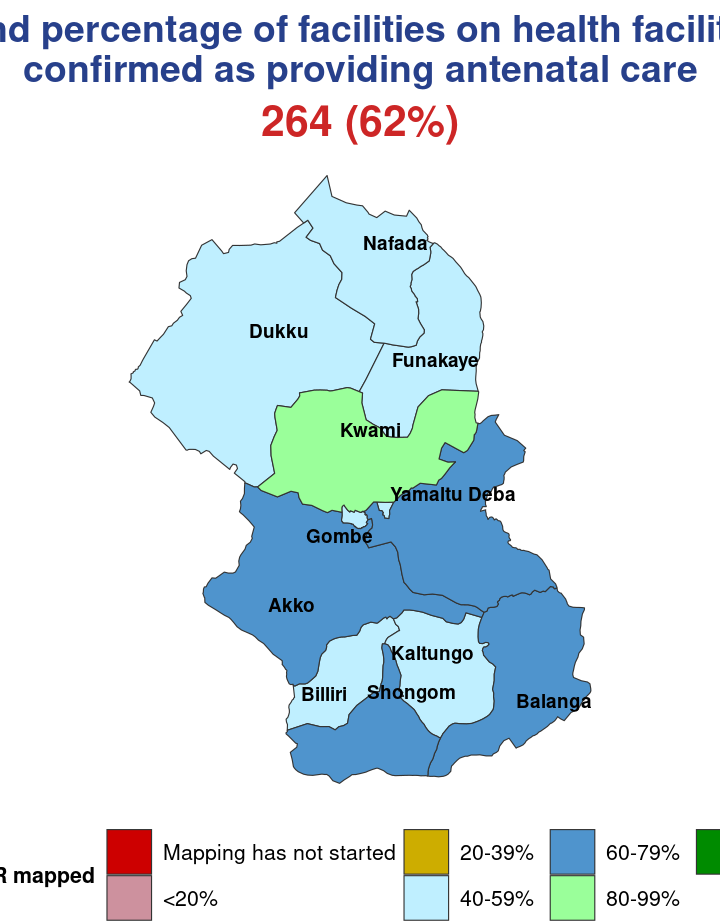 percentage of facilities on health
confirmed as providing antenatal care
264 (62%)
Nafada
Dukku
Funakaye
Kwami
Yamaltu Deba
Gombe
Akko
Kaltungo
Billiri
Shongom
Balanga
Mapping has not started
20-39%
60-79%
R mapped
<20%
40-59%
80-99%